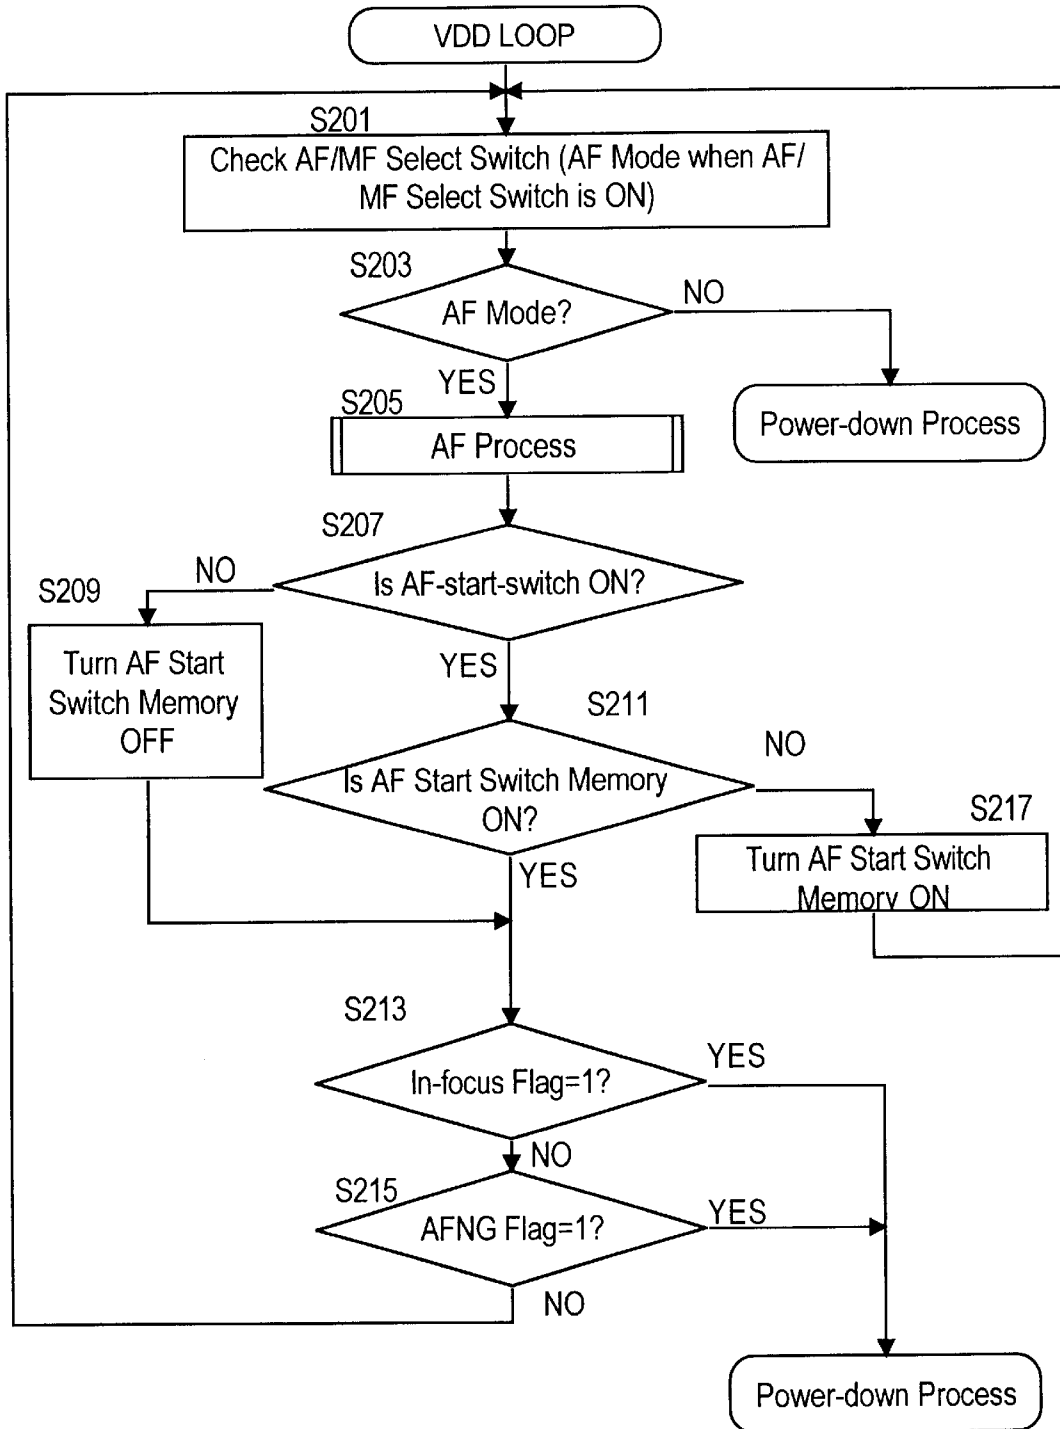 VDD LOOP
S201
Check AF/MF Select Switch (AF Mode when AF/
MF Select Switch is ON)
S203
AF Mode?
NO
YES
Power-down Process
S205
AF Process
S207
Is AF-start-switch ON?
NO
S209
Turn AF Start
Switch Memory
OFF
YES
S211
Is AF Start Switch Memory
ON?
NO
S217
Turn AF Start Switch
Memory ON
YES
S213
In-focus Flag=1?
YES
NO
S215
AFNG Flag=1?
YES
NO
Power-down Process